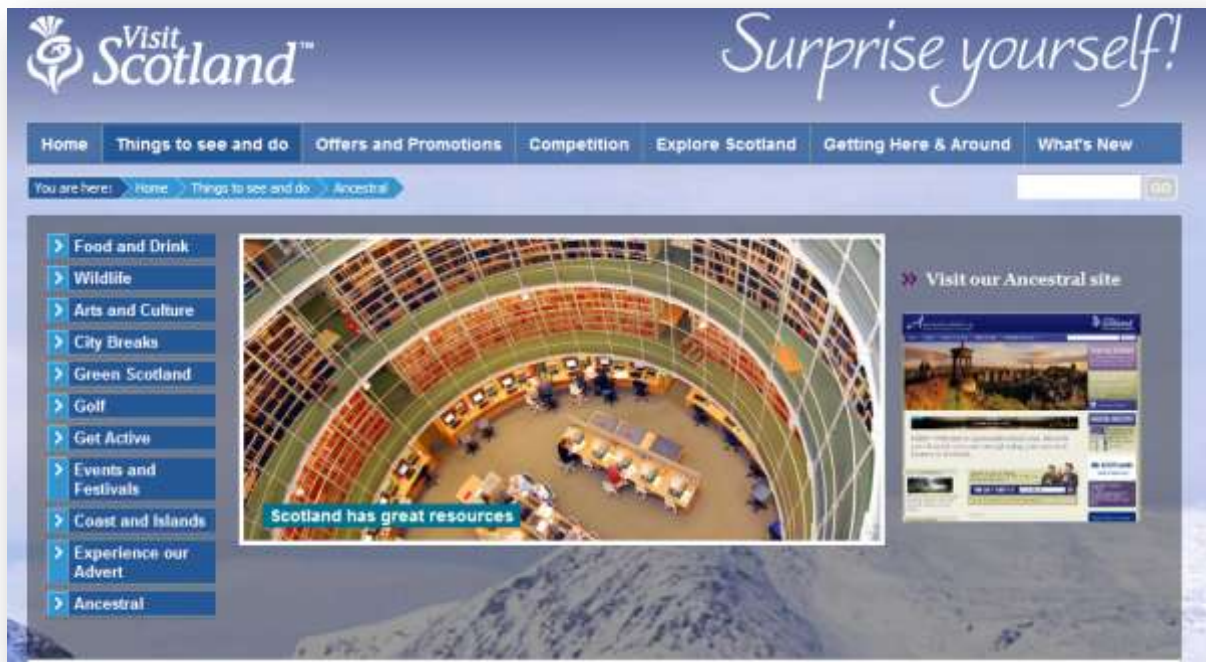 Visit
Scotland™
Surprise yourself!
Home Things to see and do Offers and Promotions Competition Explore Scotland Getting Here & Around What's New
You are here: Home Things to see and do Ancestral
GO
Food and Drink
Wildlife
Arts and Culture
City Breaks
Green Scotland
Golf
Get Active
Events and
Festivals
Coast and Islands
Experience our
Advert
Ancestral
Scotland has great resources
Visit our Ancestral site